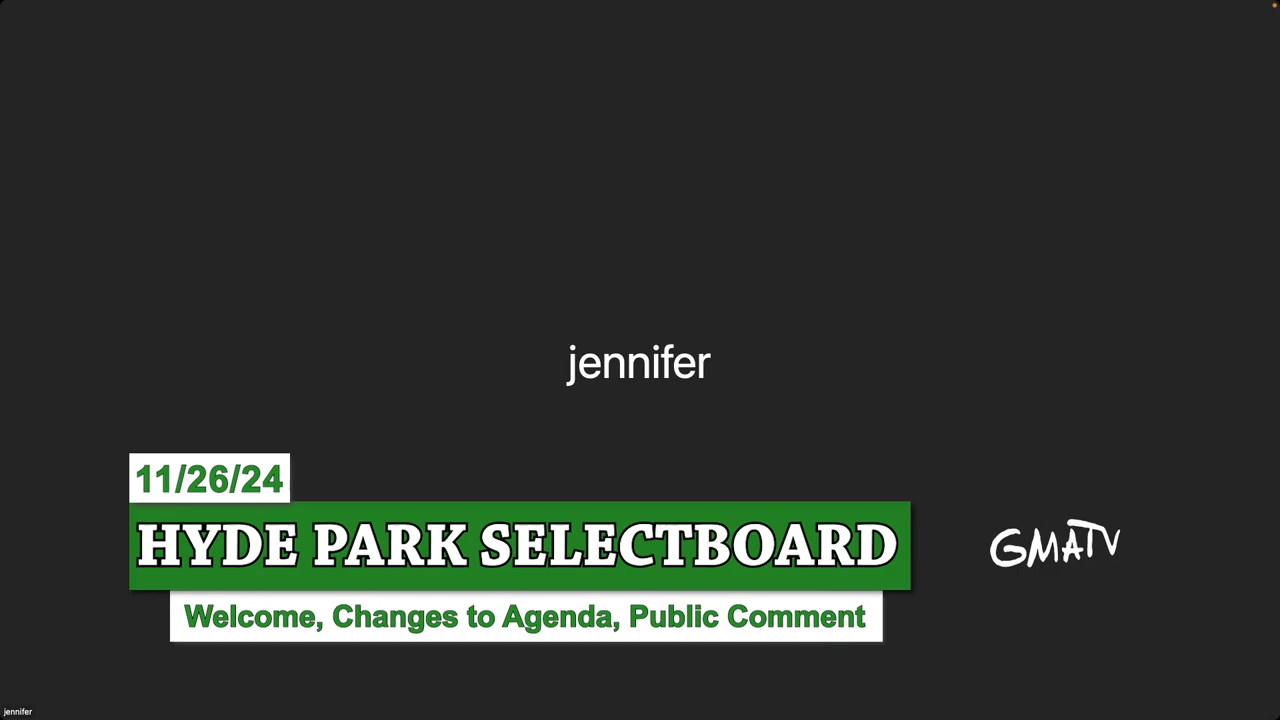 jennifer
11/26/24
HYDE PARK SELECTBOARD
GMATV
Welcome, Changes to Agenda, Public Comment
jennifer